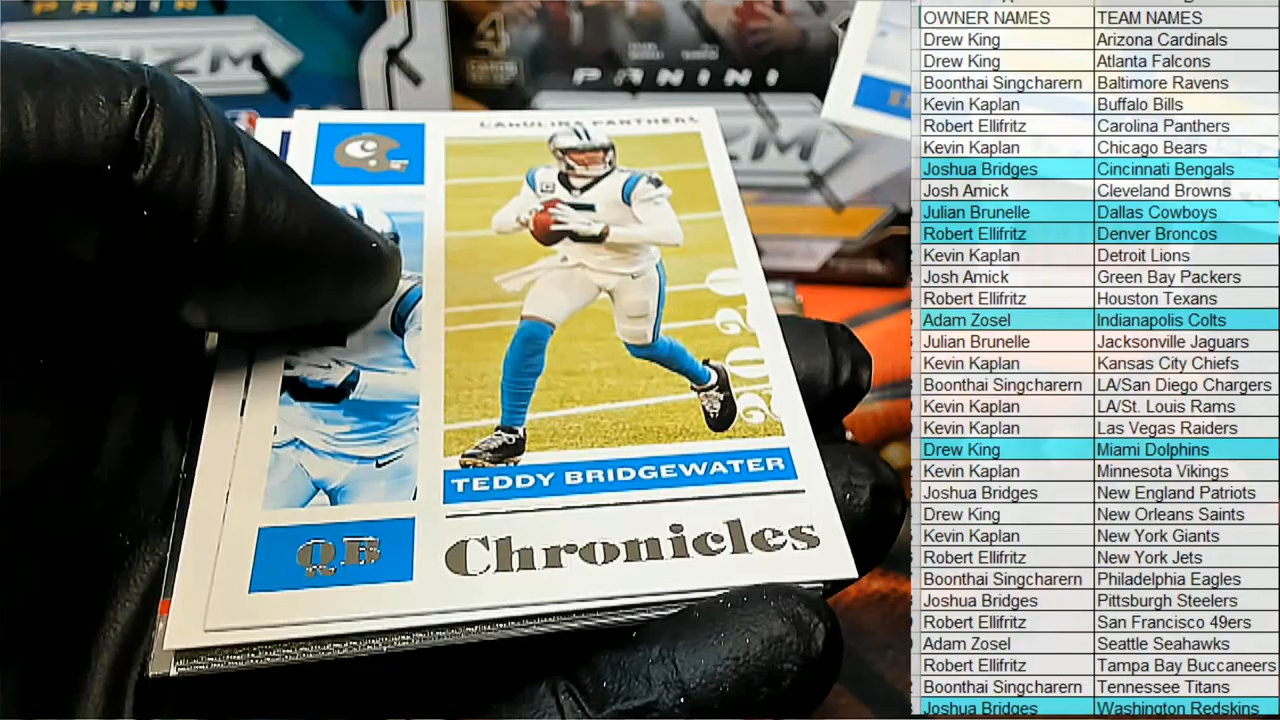 PANINI
4
PANINI
CAROLINA PANTHERS
2020
TEDDY BRIDGEWATER
QB
Chronicles
OWNER NAMES TEAM NAMES
Drew King Arizona Cardinals
Drew King Atlanta Falcons
Boonthai Singcharern Baltimore Ravens
Kevin Kaplan Buffalo Bills
Robert Ellifritz Carolina Panthers
Kevin Kaplan Chicago Bears
Joshua Bridges Cincinnati Bengals
Josh Amick Cleveland Browns
Julian Brunelle Dallas Cowboys
Robert Ellifritz Denver Broncos
Kevin Kaplan Detroit Lions
Josh Amick Green Bay Packers
Robert Ellifritz Houston Texans
Adam Zosel Indianapolis Colts
Julian Brunelle Jacksonville Jaguars
Kevin Kaplan Kansas City Chiefs
Boonthai Singcharern LA/San Diego Chargers
Kevin Kaplan LA/St. Louis Rams
Kevin Kaplan Las Vegas Raiders
Drew King Miami Dolphins
Kevin Kaplan Minnesota Vikings
Joshua Bridges New England Patriots
Drew King New Orleans Saints
Kevin Kaplan New York Giants
Robert Ellifritz New York Jets
Boonthai Singcharern Philadelphia Eagles
Joshua Bridges Pittsburgh Steelers
Robert Ellifritz San Francisco 49ers
Adam Zosel Seattle Seahawks
Robert Ellifritz Tampa Bay Buccaneers
Boonthai Singcharern Tennessee Titans
Joshua Bridges Washington Redskins